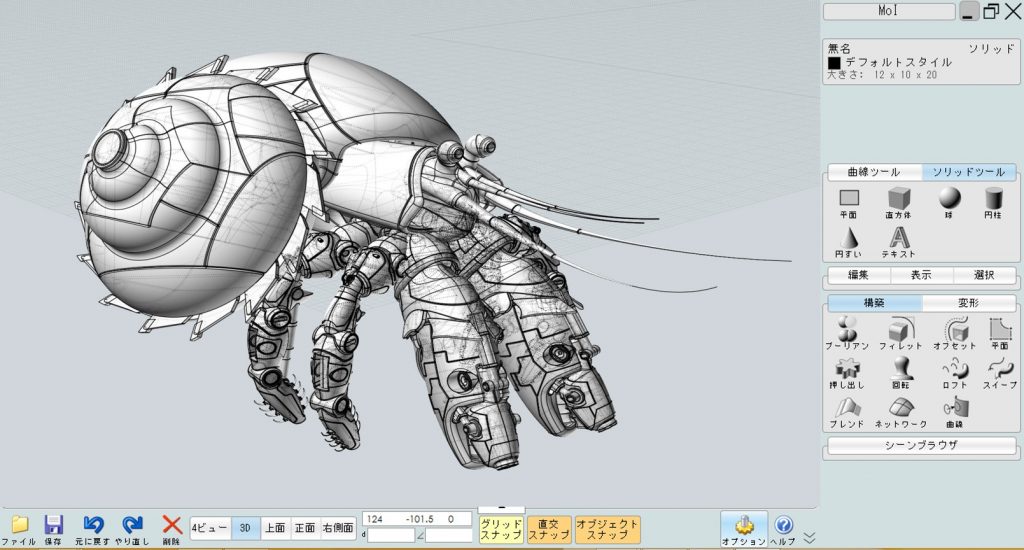 MoI
無名 ソリッド
デフォルトスタイル
大きさ: 12 x 10 x 20
曲線ツール ソリッドツール
平面 直方体 球 円柱
円すい テキスト
編集 表示 選択
構築 変形
ブーリアン フィレット オフセット 平面
押し出し 回転 ロフト スイープ
ブレンド ネットワーク 曲線
シーンブラウザ
ファイル 保存 元に戻す やり直し 削除
4ビュー 3D 上面 正面 右側面
124 -101.5 0
d
グリッド
スナップ
直交
スナップ
オブジェクト
スナップ
オプション ヘルプ